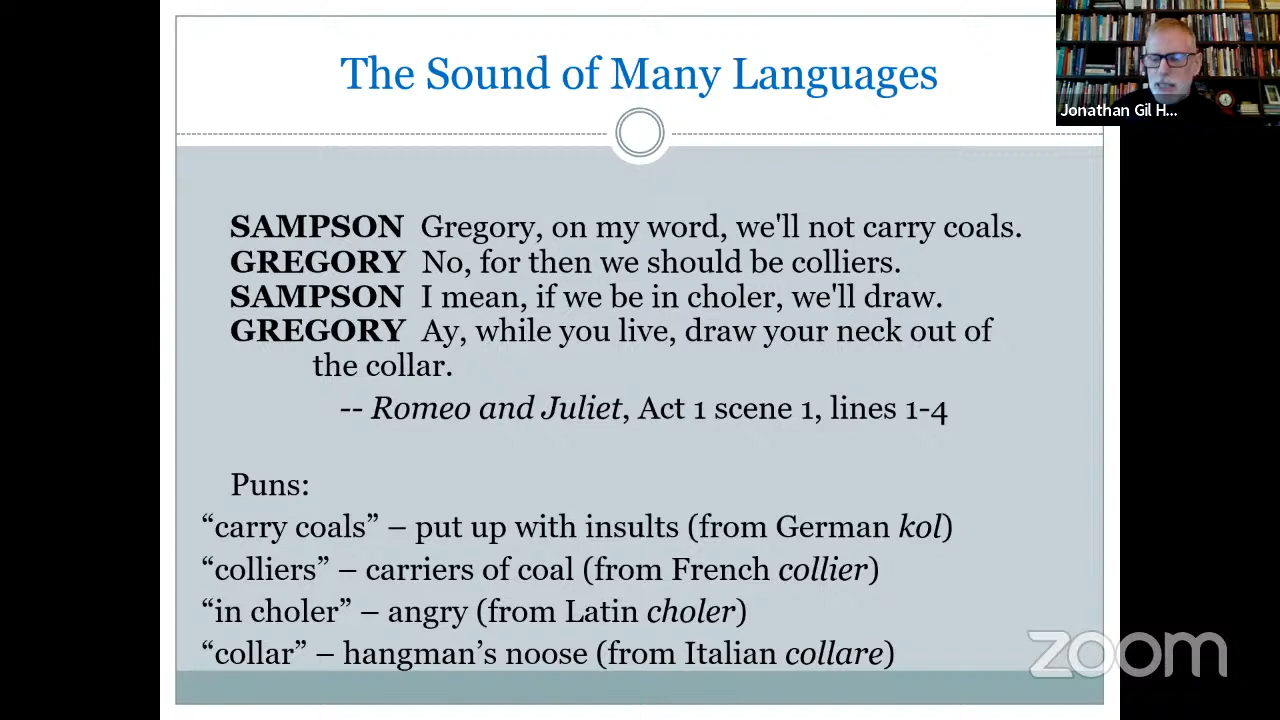 The Sound of Many Languages
Jonathan Gil H...
SAMPSON Gregory, on my word, we'll not carry coals.
GREGORY No, for then we should be colliers.
SAMPSON I mean, if we be in choler, we'll draw.
GREGORY Ay, while you live, draw your neck out of
the collar.
-- Romeo and Juliet, Act 1 scene 1, lines 1-4
Puns:
“carry coals” – put up with insults (from German kol)
“colliers” – carriers of coal (from French collier)
“in choler” – angry (from Latin choler)
“collar” – hangman’s noose (from Italian collare)
zoom